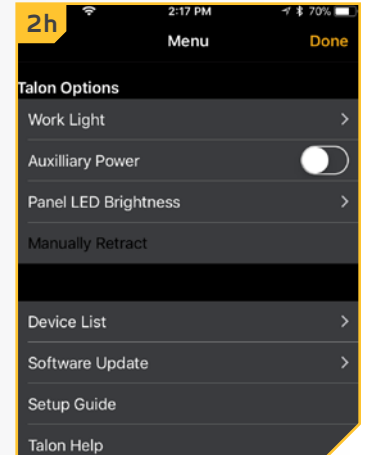 2h
2:17 PM 70%
Menu Done
Talon Options
Work Light
Auxilliary Power
Panel LED Brightness
Manually Retract
Device List
Software Update
Setup Guide
Talon Help